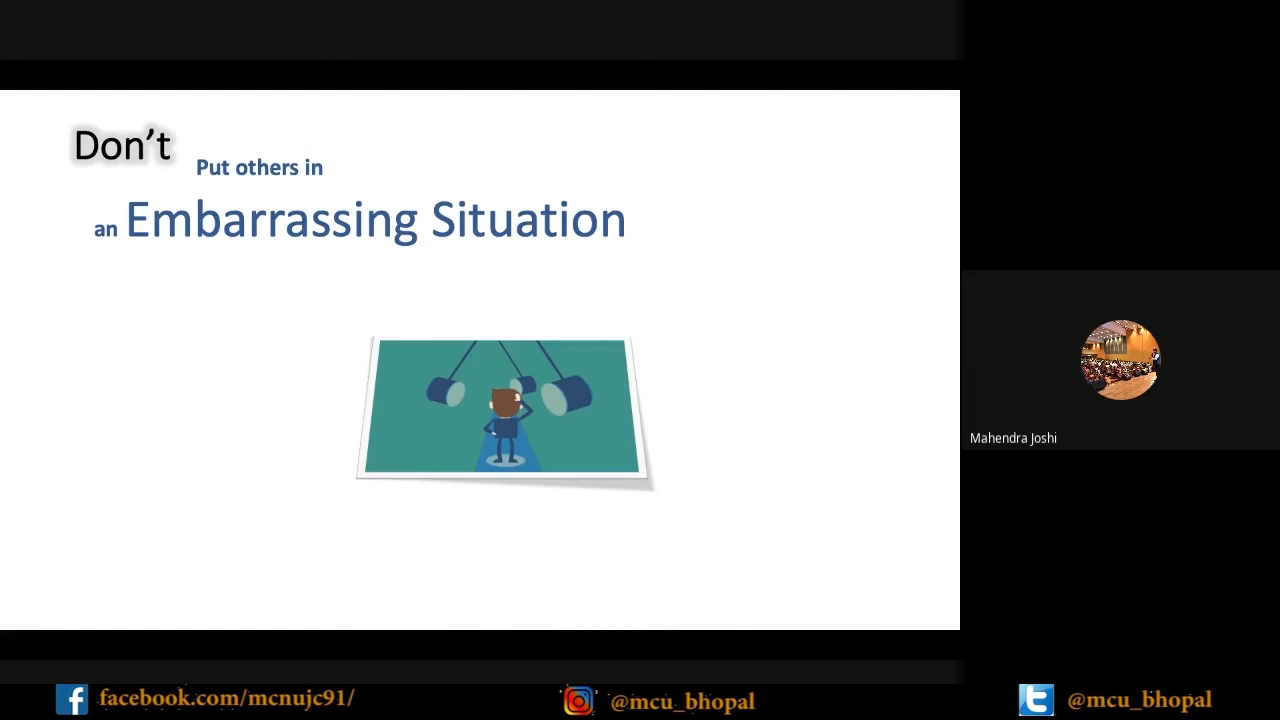 Don’t
Put others in
an Embarrassing Situation
Mahendra Joshi
facebook.com/mcnujc91/
@mcu_bhopal
@mcu_bhopal